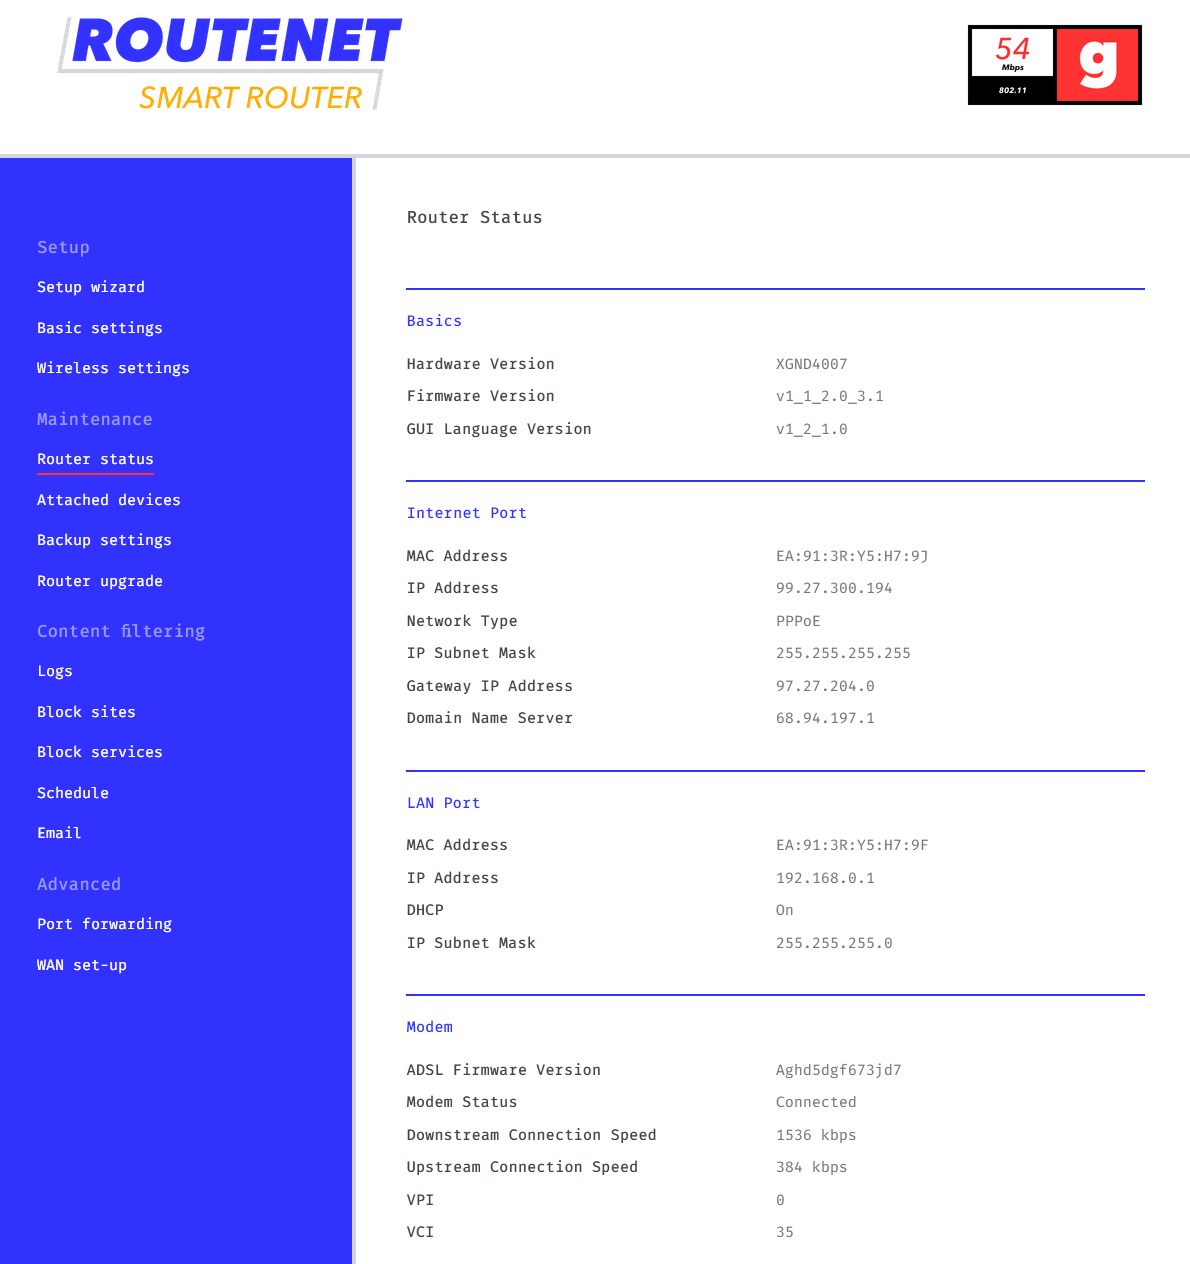 ROUTENET
SMART ROUTER
54
Mbps
802.11
g
Setup
Setup wizard
Basic settings
Wireless settings
Maintenance
Router status
Attached devices
Backup settings
Router upgrade
Content filtering
Logs
Block sites
Block services
Schedule
Email
Advanced
Port forwarding
WAN set-up
Router Status
Basics
Hardware Version XGND4007
Firmware Version v1_1_2.0_3.1
GUI Language Version v1_2_1.0
Internet Port
MAC Address EA:91:3R:Y5:H7:9J
IP Address 99.27.300.194
Network Type PPPoE
IP Subnet Mask 255.255.255.255
Gateway IP Address 97.27.204.0
Domain Name Server 68.94.197.1
LAN Port
MAC Address EA:91:3R:Y5:H7:9F
IP Address 192.168.0.1
DHCP On
IP Subnet Mask 255.255.255.0
Modem
ADSL Firmware Version Aghd5dgf673jd7
Modem Status Connected
Downstream Connection Speed 1536 kbps
Upstream Connection Speed 384 kbps
VPI 0
VCI 35